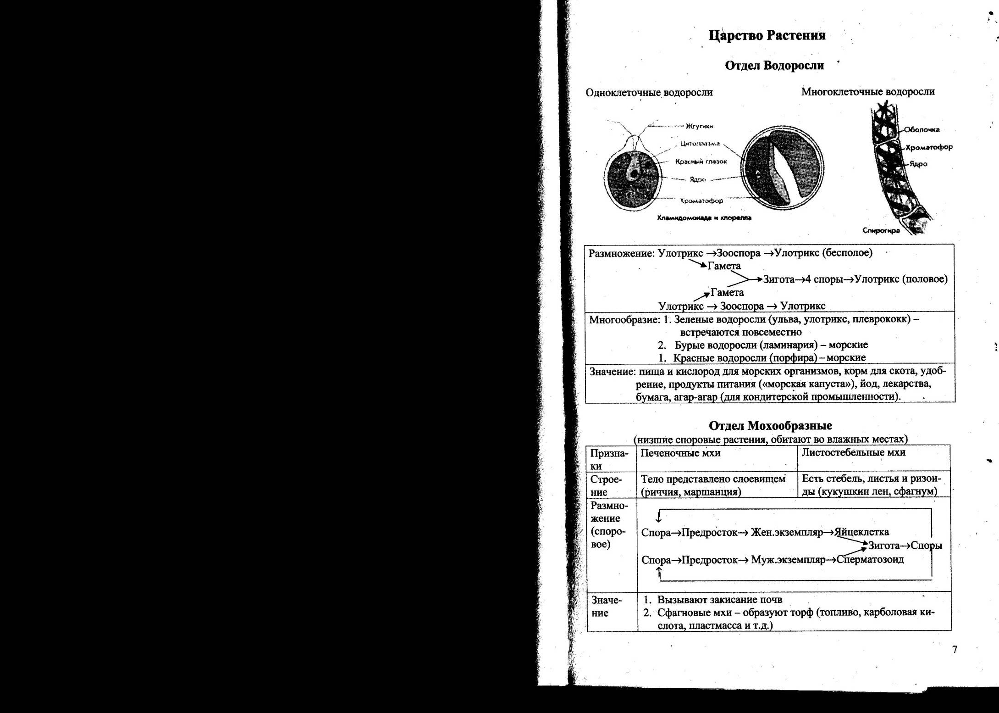 Царство Растения
Отдел Водоросли
Одноклеточные водоросли
Многоклеточные водоросли
Жгутики
Цитоплазма
Красный глазок
Ядро
Хроматофор
Хламидомонада и хлорелла
Оболочка
Хроматофор
Ядро
Спирогира
Размножение: Улотрикс →Зооспора →Улотрикс (бесполое)
Гамета
Зигота→4 споры→Улотрикс (половое)
Гамета
Улотрикс → Зооспора → Улотрикс
Многообразие: 1. Зеленые водоросли (ульва, улотрикс, плеврококк) –
встречаются повсеместно
2. Бурые водоросли (ламинария) – морские
1. Красные водоросли (порфира) – морские
Значение: пища и кислород для морских организмов, корм для скота, удоб-
рение, продукты питания («морская капуста»), йод, лекарства,
бумага, агар-агар (для кондитерской промышленности).
Отдел Мохообразные
(низшие споровые растения, обитают во влажных местах)
Призна-
ки
Печеночные мхи
Листостебельные мхи
Строе-
ние
Тело представлено слоевищем
(риччия, маршанция)
Есть стебель, листья и ризои-
ды (кукушкин лен, сфагнум)
Размно-
жение
(споро-
вое)
Спора→Предросток→ Жен.экземпляр→Яйцеклетка
Зигота→Споры
Спора→Предросток→ Муж.экземпляр→Сперматозоид
Значе-
ние
1. Вызывают закисание почв
2. Сфагновые мхи – образуют торф (топливо, карболовая ки-
слота, пластмасса и т.д.)
7